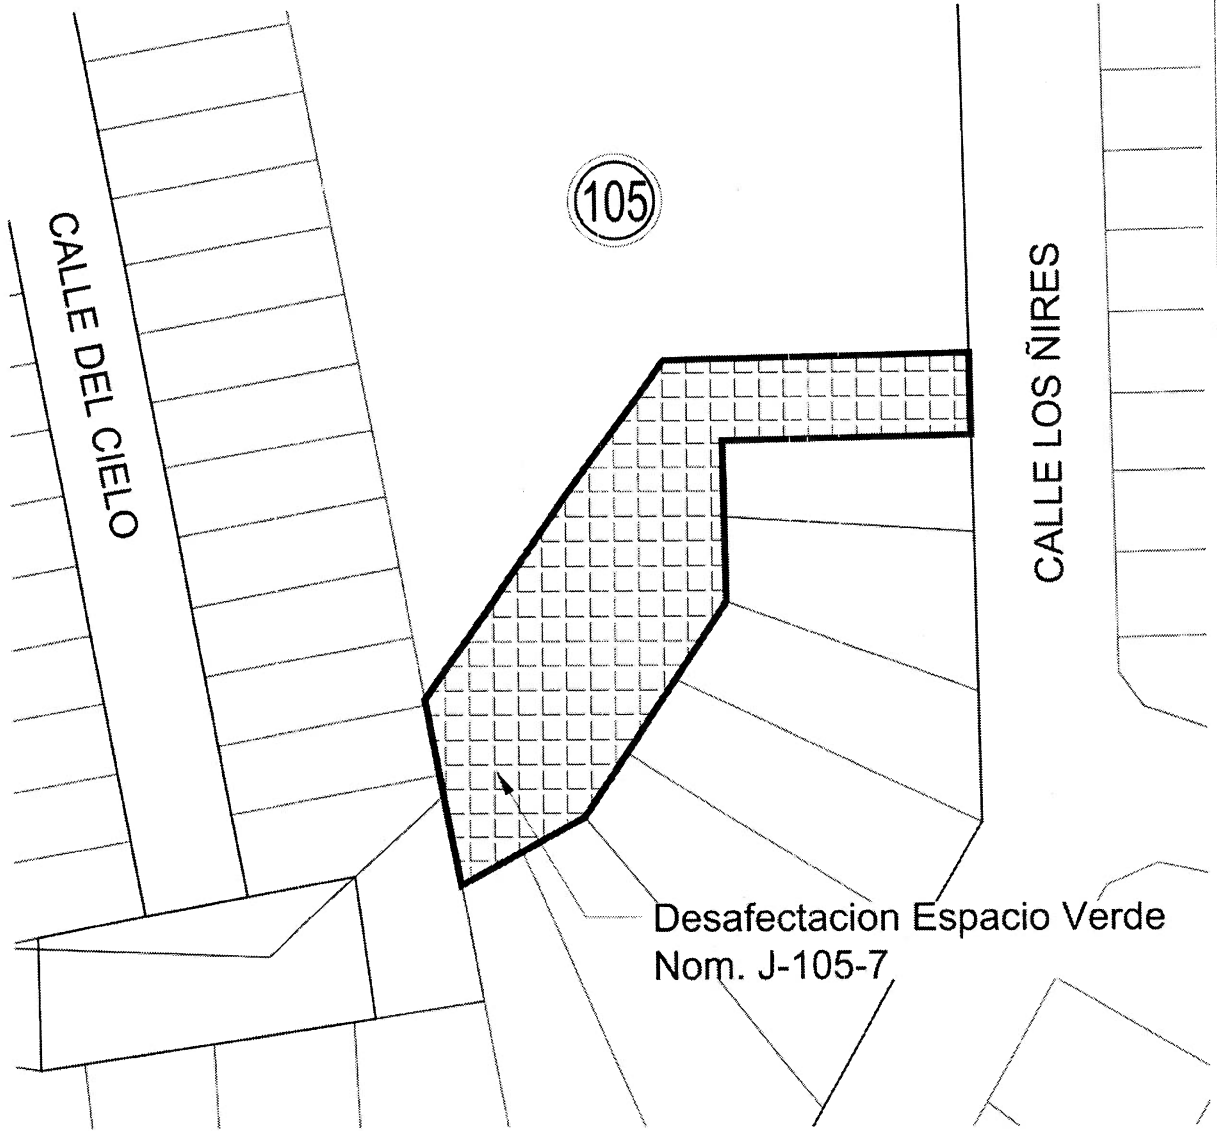 105
CALLE DEL CIELO
CALLE LOS ÑIRES
Desafectacion Espacio Verde
Nom. J-105-7